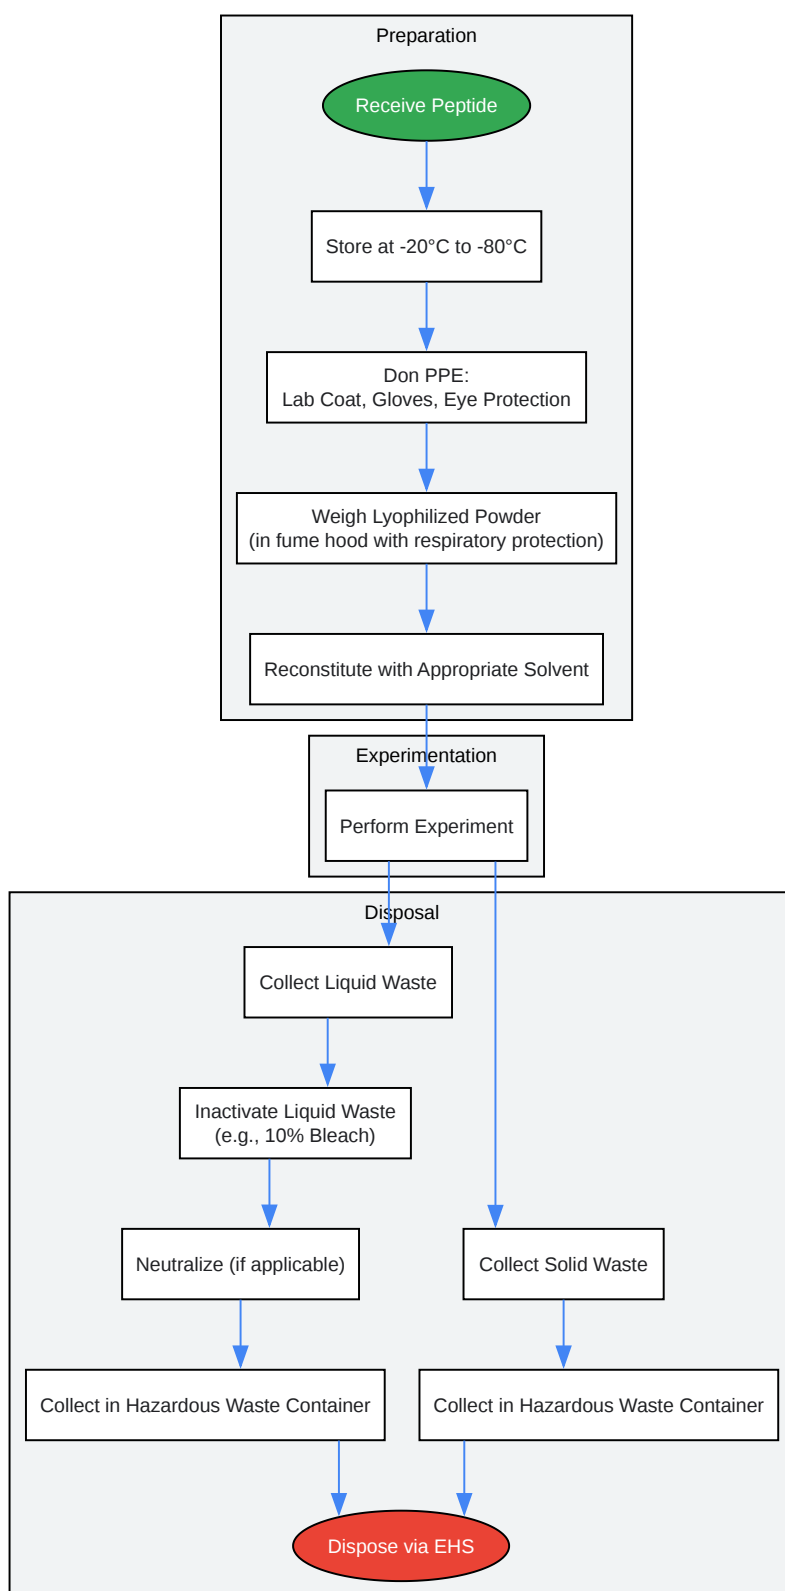 Preparation
Receive Peptide
Store at -20°C to -80°C
Don PPE:
Lab Coat, Gloves, Eye Protection
Weigh Lyophilized Powder
(in fume hood with respiratory protection)
Reconstitute with Appropriate Solvent
Experimentation
Perform Experiment
Disposal
Collect Liquid Waste
Inactivate Liquid Waste
(e.g., 10% Bleach)
Neutralize (if applicable)
Collect Solid Waste
Collect in Hazardous Waste Container
Collect in Hazardous Waste Container
Dispose via EHS